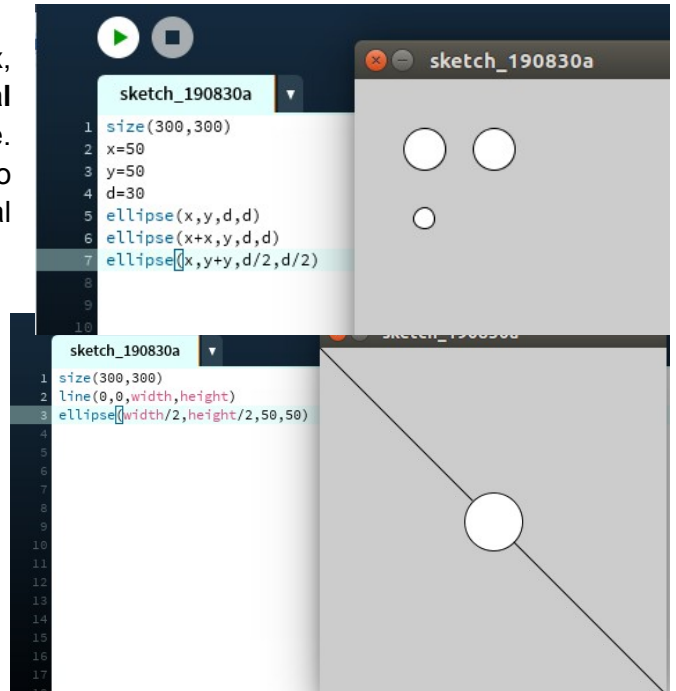 sketch_190830a
sketch_190830a
1 size(300,300)
2 x=50
3 y=50
4 d=30
5 ellipse(x,y,d,d)
6 ellipse(x+x,y,d,d)
7 ellipse(x,y+y,d/2,d/2)
8
9
10
sketch_190830a
1 size(300,300)
2 line(0,0,width,height)
3 ellipse(width/2,height/2,50,50)
4
5
6
7
8
9
10
11
12
13
14
15
16
17